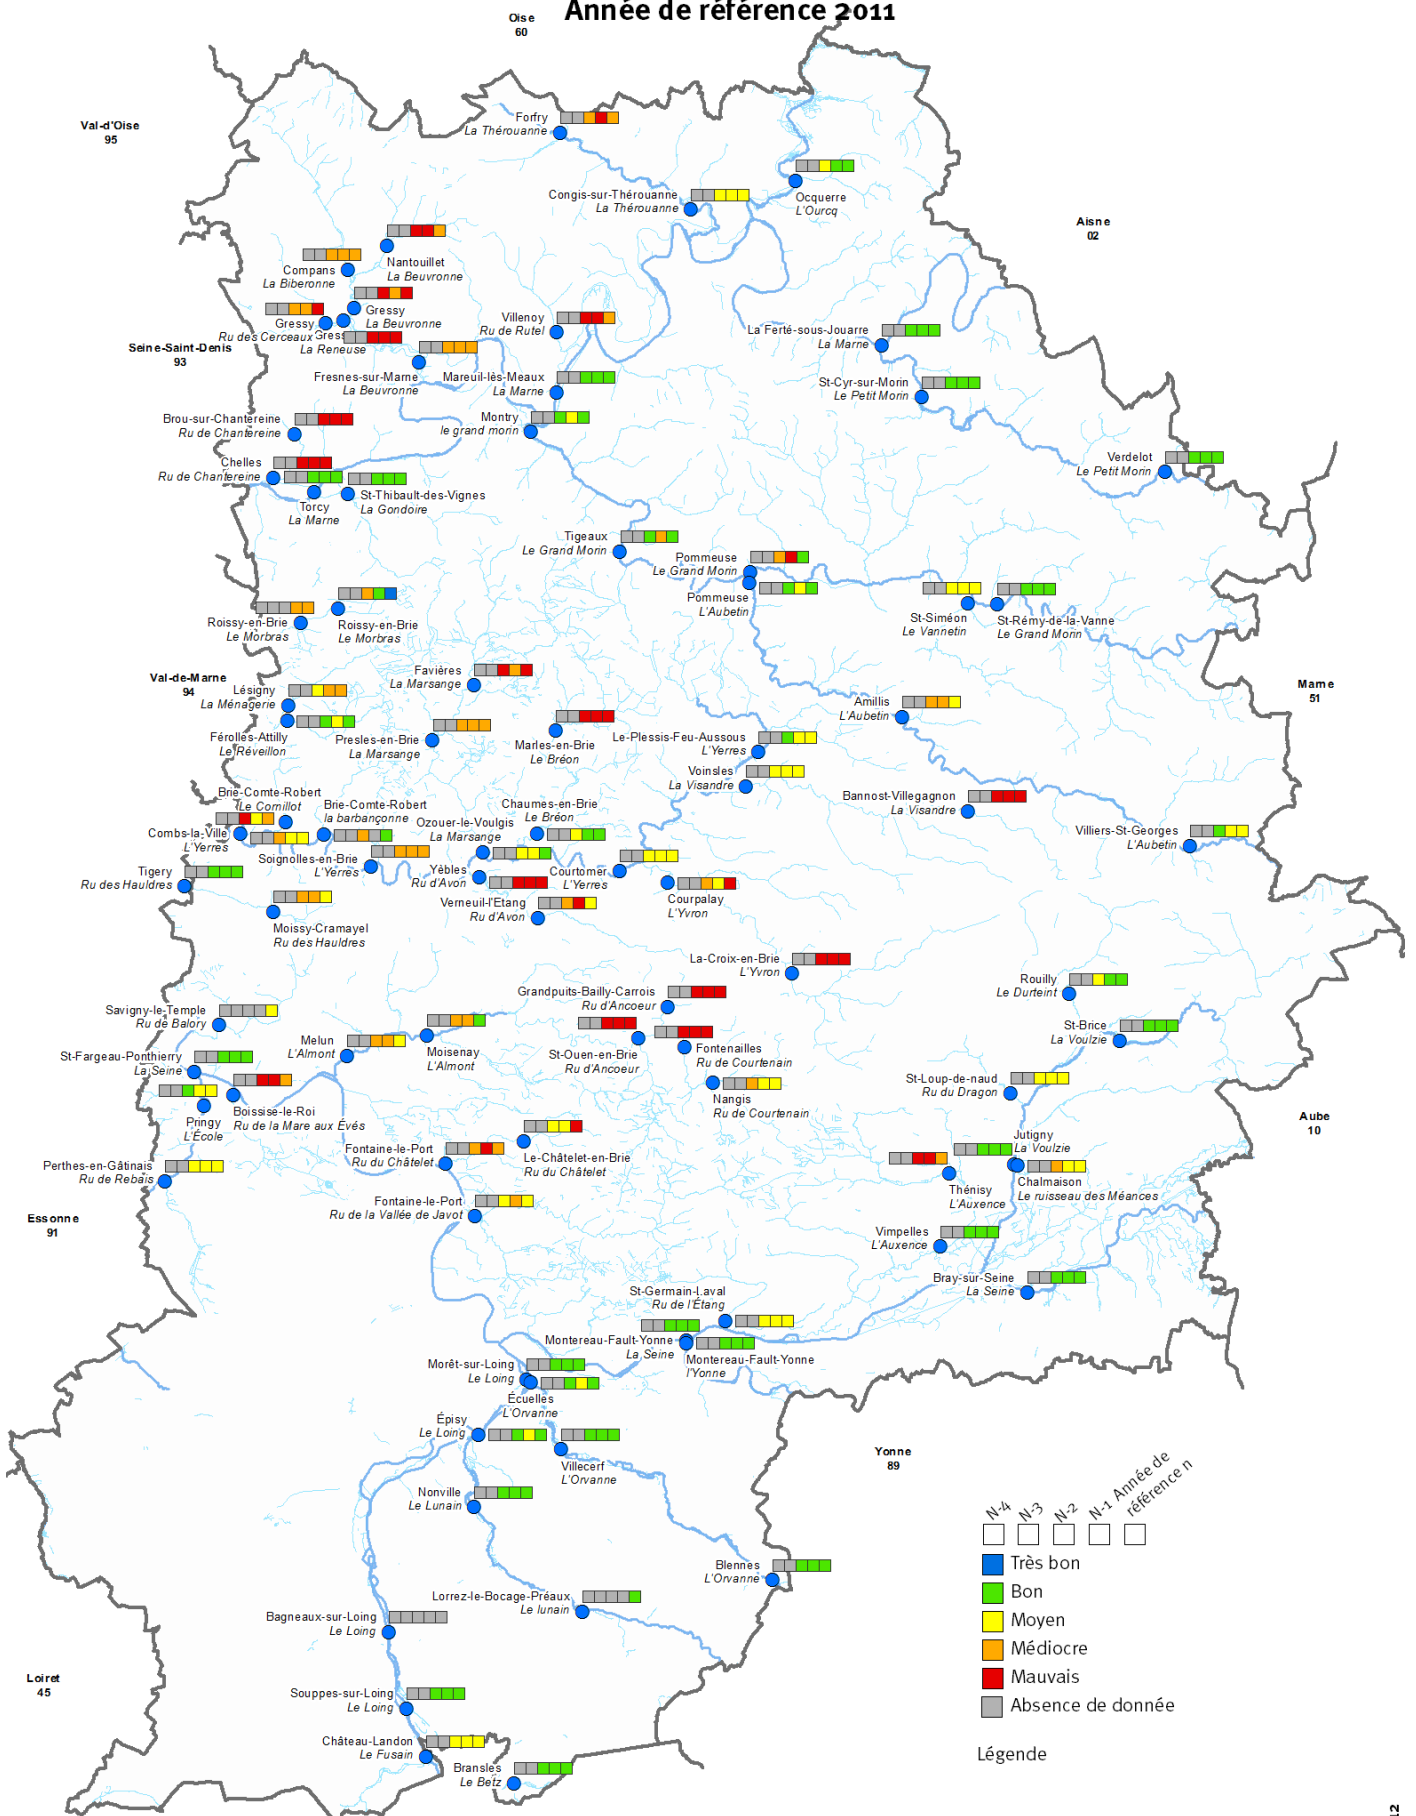 Année de référence 2011
Oise
60
Val-d'Oise
95
Forfry
La Thérouanne
Congis-sur-Thérouanne
La Thérouanne
Ocquerre
L'Ourcq
Aisne
02
Nantouillet
La Beuvronne
Compans
La Biberonne
Gressy
La Beuvronne
Gressy
Ru des Cerceaux
La Reneuse
Villenoy
Ru de Rutel
La Ferté-sous-Jouarre
La Marne
Seine-Saint-Denis
93
Fresnes-sur-Marne
La Beuvronne
Mareuil-lès-Meaux
La Marne
St-Cyr-sur-Morin
Le Petit Morin
Brou-sur-Chantereine
Ru de Chantereine
Montry
le grand morin
Verdelot
Le Petit Morin
Chelles
Ru de Chantereine
Torcy
La Marne
St-Thibault-des-Vignes
La Gondoire
Tigeaux
Le Grand Morin
Pommeuse
Le Grand Morin
Pommeuse
L'Aubetin
St-Siméon
Le Vannetin
St-Rémy-de-la-Vanne
Le Grand Morin
Roissy-en-Brie
Le Morbras
Roissy-en-Brie
Le Morbras
Val-de-Marne
94
Favières
La Marsange
Marne
51
Lésigny
La Ménagerie
Férolles-Attilly
Le Réveillon
Presles-en-Brie
La Marsange
Marles-en-Brie
Le Bréon
Amillis
L'Aubetin
Le-Plessis-Feu-Aussous
L'Yerres
Voinsles
La Visandre
Bannost-Villegagnon
La Visandre
Brie-Comte-Robert
Le Cornillot
Brie-Comte-Robert
la barbançonne
Chaumes-en-Brie
Le Bréon
Ozouer-le-Voulgis
La Marsange
Combs-la-Ville
L'Yerres
Villiers-St-Georges
L'Aubetin
Soignolles-en-Brie
L'Yerres
Yèbles
Ru d'Avon
Courtomer
L'Yerres
Tigery
Ru des Hauldres
Courpalay
L'Yvron
Verneuil-l'Etang
Ru d'Avon
Moissy-Cramayel
Ru des Hauldres
La-Croix-en-Brie
L'Yvron
Rouilly
Le Durteint
Grandpuits-Bailly-Carrois
Ru d'Ancoeur
Savigny-le-Temple
Ru de Balory
St-Brice
La Voulzie
Melun
L'Almont
Moisenay
L'Almont
St-Ouen-en-Brie
Ru d'Ancoeur
Fontenailles
Ru de Courtenain
St-Fargeau-Ponthierry
La Seine
St-Loup-de-naud
Ru du Dragon
Nangis
Ru de Courtenain
Boissise-le-Roi
Ru de la Mare aux Évés
Pringy
L'École
Aube
10
Jutigny
La Voulzie
Fontaine-le-Port
Ru du Châtelet
Le-Châtelet-en-Brie
Ru du Châtelet
Perthes-en-Gâtinais
Ru de Rebais
Thénisy
L'Auxence
Chalmaison
Le ruisseau des Méances
Fontaine-le-Port
Ru de la Vallée de Javot
Essonne
91
Vimpelles
L'Auxence
Bray-sur-Seine
La Seine
St-Germain-Laval
Ru de l'Étang
Montereau-Fault-Yonne
La Seine
Montereau-Fault-Yonne
l'Yonne
Morêt-sur-Loing
Le Loing
Écuelles
L'Orvanne
Épisy
Le Loing
Villecerf
L'Orvanne
Yonne
89
Nonville
Le Lunain
Blennes
L'Orvanne
Lorrez-le-Bocage-Préaux
Le lunain
Bagneaux-sur-Loing
Le Loing
Loiret
45
Souppes-sur-Loing
Le Loing
Château-Landon
Le Fusain
Bransles
Le Betz
N-4
N-3
N-2
N-1
Année de
référence n
Très bon
Bon
Moyen
Médiocre
Mauvais
Absence de donnée
Légende
12